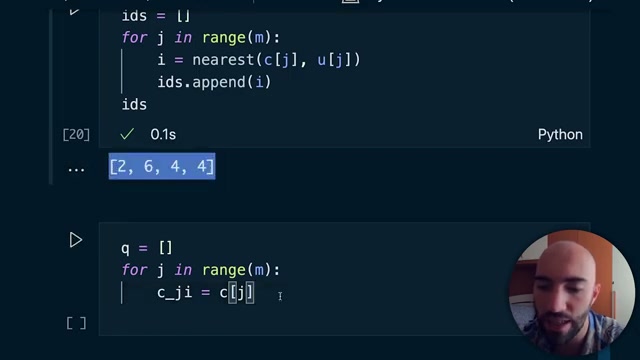 ids = []
for j in range(m):
i = nearest(c[j], u[j])
ids.append(i)
ids
[20] 0.1s Python
... [2, 6, 4, 4]
q = []
for j in range(m):
c_ji = c[j]
[ ]